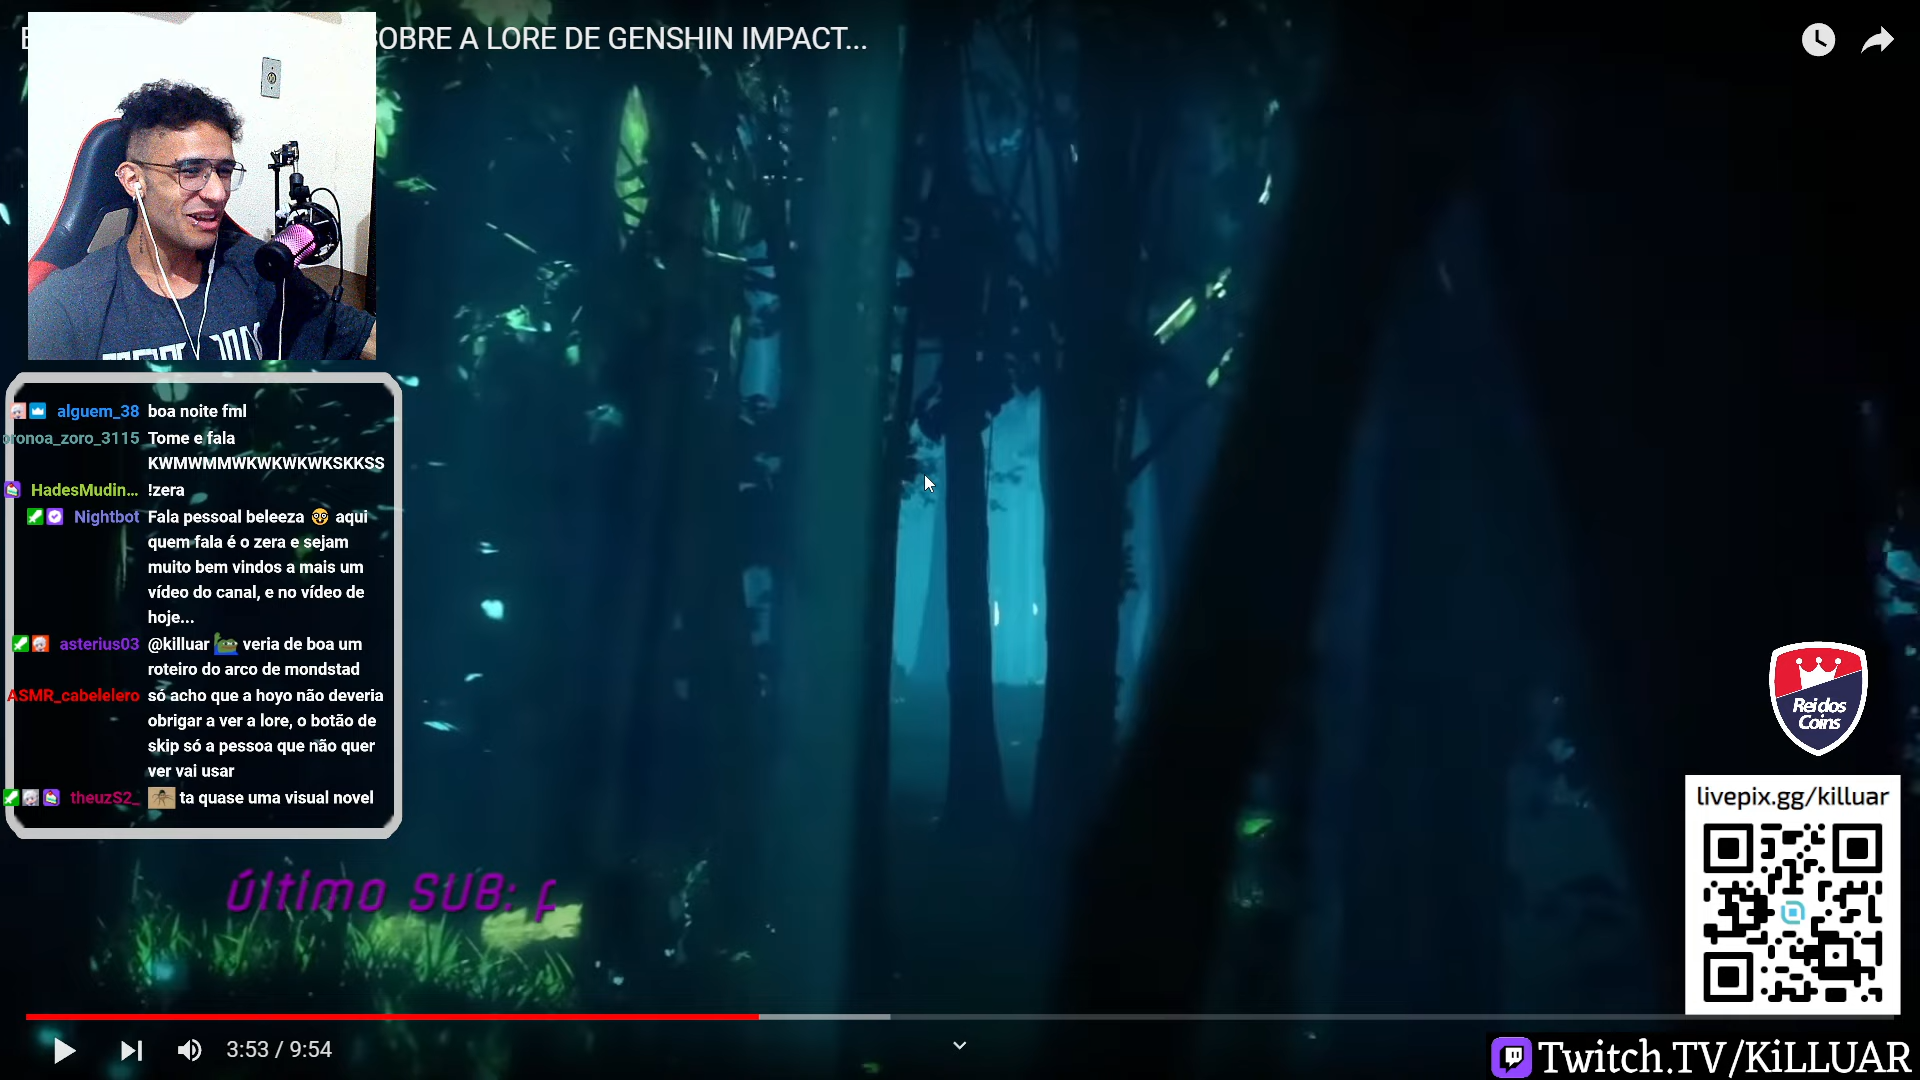 SOBRE A LORE DE GENSHIN IMPACT...
alguem_38 boa noite fml
oronoa_zoro_3115 Tome e fala
KWMWMMWKWKWKWKSKKSS
HadesMudin... !zera
Nightbot Fala pessoal beleeza aqui
quem fala é o zera e sejam
muito bem vindos a mais um
vídeo do canal, e no vídeo de
hoje...
asterius03 @killuar veria de boa um
roteiro do arco de mondstad
ASMR_cabelelero só acho que a hoyo não deveria
obrigar a ver a lore, o botão de
skip só a pessoa que não quer
ver vai usar
theuzS2_ ta quase uma visual novel
Rei dos
Coins
livepix.gg/killuar
último SUB:
3:53 / 9:54
Twitch.TV/KiLLUAR